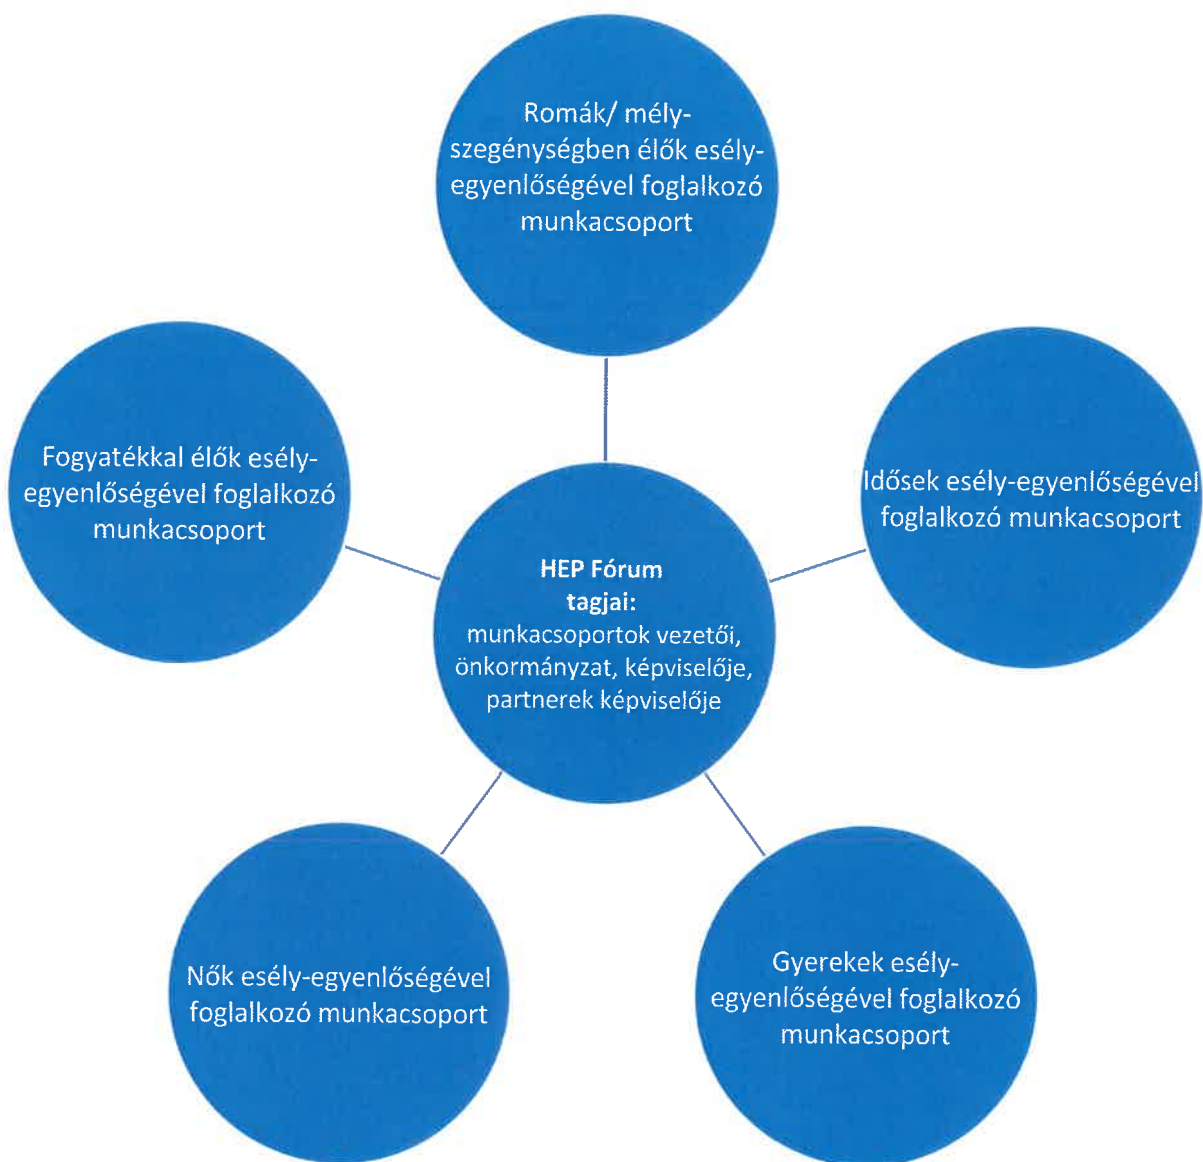 Romák/ mély-
szegénységben élők esély-
egyenlőségével foglalkozó
munkacsoport
Fogyatékkal élők esély-
egyenlőségével foglalkozó
munkacsoport
Idősek esély-egyenlőségével
foglalkozó munkacsoport
HEP Fórum
tagjai:
munkacsoportok vezetői,
önkormányzat, képviselője,
partnerek képviselője
Nők esély-egyenlőségével
foglalkozó munkacsoport
Gyerekek esély-
egyenlőségével foglalkozó
munkacsoport